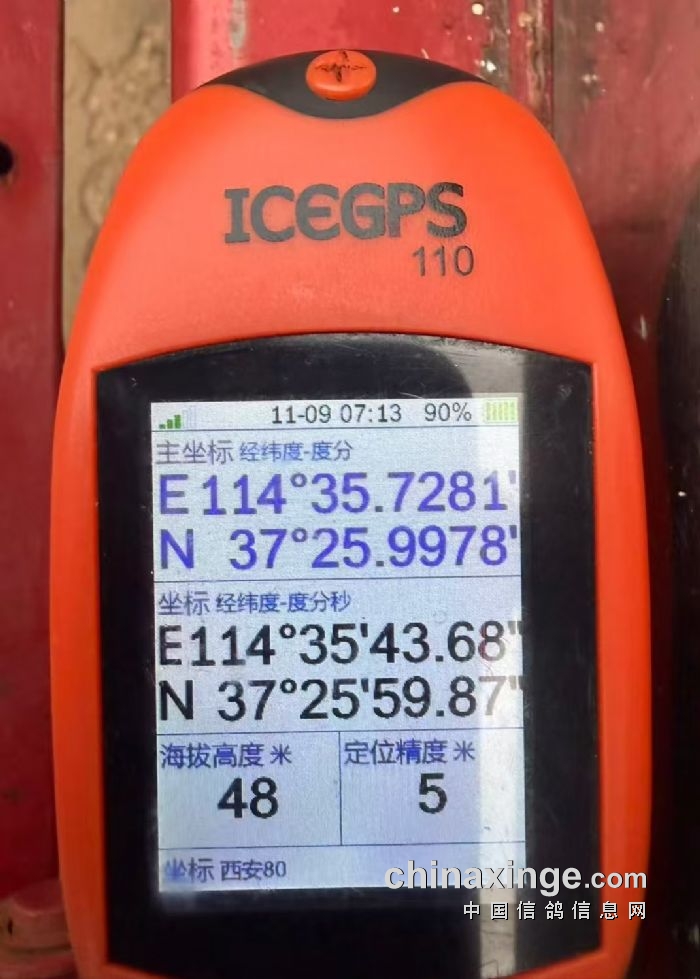 ICEGPS
110
11-09 07:13 90%
主坐标 经纬度-度分
E 114°35.7281'
N 37°25.9978'
坐标 经纬度-度分秒
E114°35'43.68"
N 37°25'59.87"
海拔高度 米 定位精度 米
48 5
坐标 西安80
chinaxinge.com
中国信鸽信息网